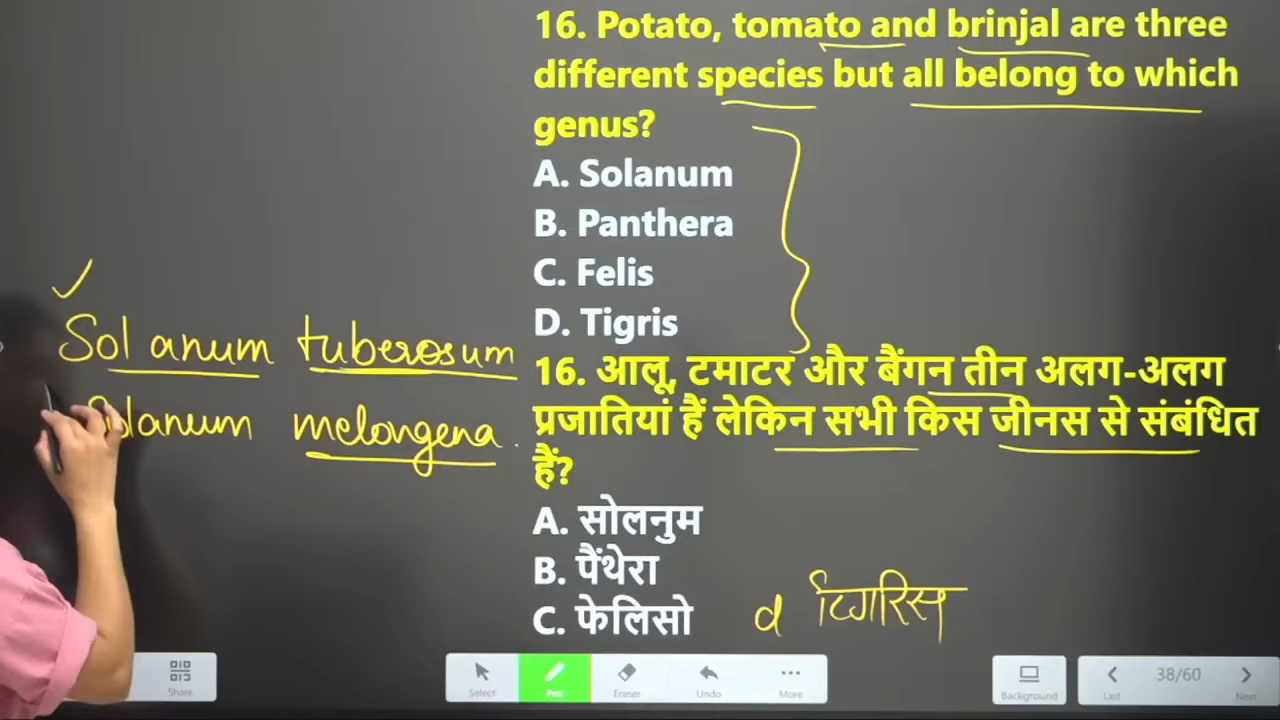 16. Potato, tomato and brinjal are three
different species but all belong to which
genus?
A. Solanum
B. Panthera
C. Felis
D. Tigris
Solanum tuberosum
Solanum melongena.
16. आलू, टमाटर और बैंगन तीन अलग-अलग
प्रजातियां हैं लेकिन सभी किस जीनस से संबंधित
हैं?
A. सोलनुम
B. पैंथेरा
C. फेलिसो
d टिगरिस
Share
Select
Pen
Eraser
Undo
More
Background
Last
38/60
Next